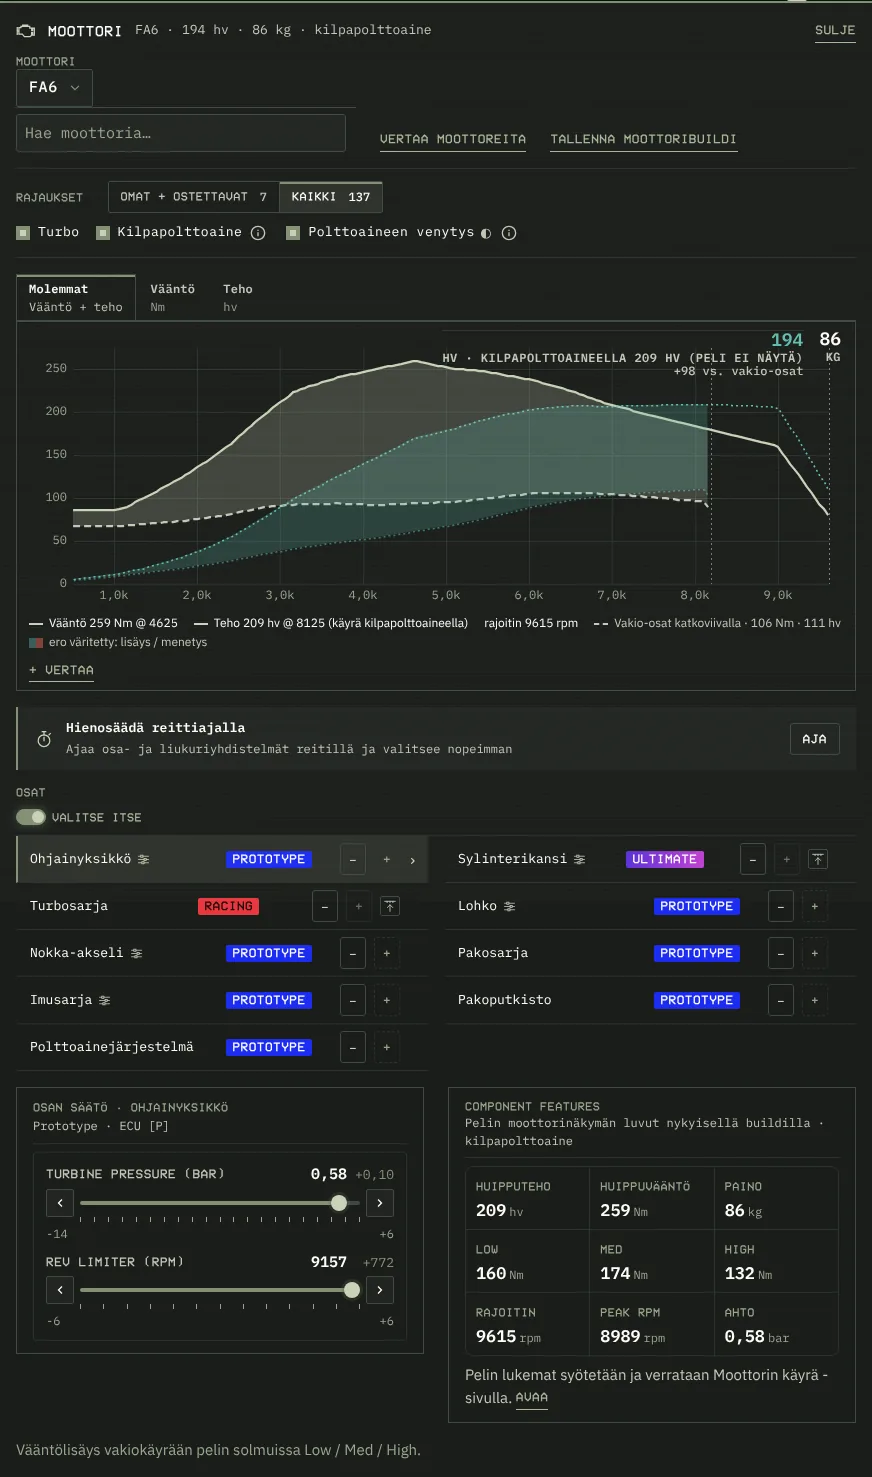 MOOTTORI FA6 · 194 hv · 86 kg · kilpapolttoaine SULJE
MOOTTORI
FA6
Hae moottoria…
VERTAA MOOTTOREITA TALLENNA MOOTTORIBUILDI
RAJAUKSET OMAT + OSTETTAVAT 7 KAIKKI 137
Turbo Kilpapolttoaine Polttoaineen venytys
Molemmat Vääntö Teho
Vääntö + teho Nm hv
194 86
HV · KILPAPOLTTOAINEELLA 209 HV (PELI EI NÄYTÄ) KG
+98 vs. vakio-osat
250
200
150
100
50
0
1,0k 2,0k 3,0k 4,0k 5,0k 6,0k 7,0k 8,0k 9,0k
Vääntö 259 Nm @ 4625 Teho 209 hv @ 8125 (käyrä kilpapolttoaineella) rajoitin 9615 rpm Vakio-osat katkoviivalla · 106 Nm · 111 hv
ero väritetty: lisäys / menetys
+ VERTAA
Hienosäädä reittiajalla
Ajaa osa- ja liukuriyhdistelmät reitillä ja valitsee nopeimman
AJA
OSAT
VALITSE ITSE
Ohjainyksikkö PROTOTYPE – + ›
Sylinterikansi ULTIMATE – +
Turbosarja RACING – +
Lohko PROTOTYPE – +
Nokka-akseli PROTOTYPE – +
Pakosarja PROTOTYPE – +
Imusarja PROTOTYPE – +
Pakoputkisto PROTOTYPE – +
Polttoainejärjestelmä PROTOTYPE – +
OSAN SÄÄTÖ · OHJAINYKSIKKÖ
Prototype · ECU [P]
TURBINE PRESSURE (BAR) 0,58 +0,10
-14 +6
REV LIMITER (RPM) 9157 +772
-6 +6
COMPONENT FEATURES
Pelin moottorinäkymän luvut nykyisellä buildilla ·
kilpapolttoaine
HUIPPUTEHO HUIPPUVÄÄNTÖ PAINO
209 hv 259 Nm 86 kg
LOW MED HIGH
160 Nm 174 Nm 132 Nm
RAJOITIN PEAK RPM AHTO
9615 rpm 8989 rpm 0,58 bar
Pelin lukemat syötetään ja verrataan Moottorin käyrä -
sivulla. AVAA
Vääntölisäys vakiokäyrään pelin solmuissa Low / Med / High.